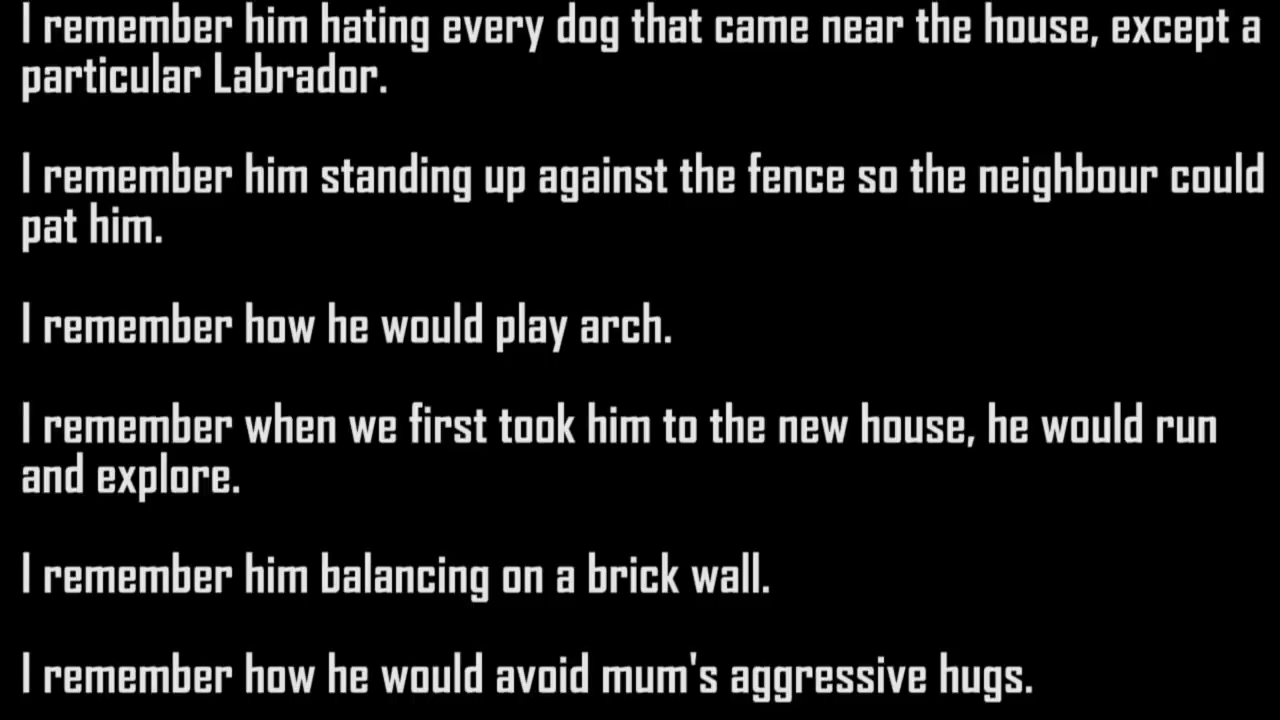 I remember him hating every dog that came near the house, except a
particular Labrador.
I remember him standing up against the fence so the neighbour could
pat him.
I remember how he would play arch.
I remember when we first took him to the new house, he would run
and explore.
I remember him balancing on a brick wall.
I remember how he would avoid mum's aggressive hugs.